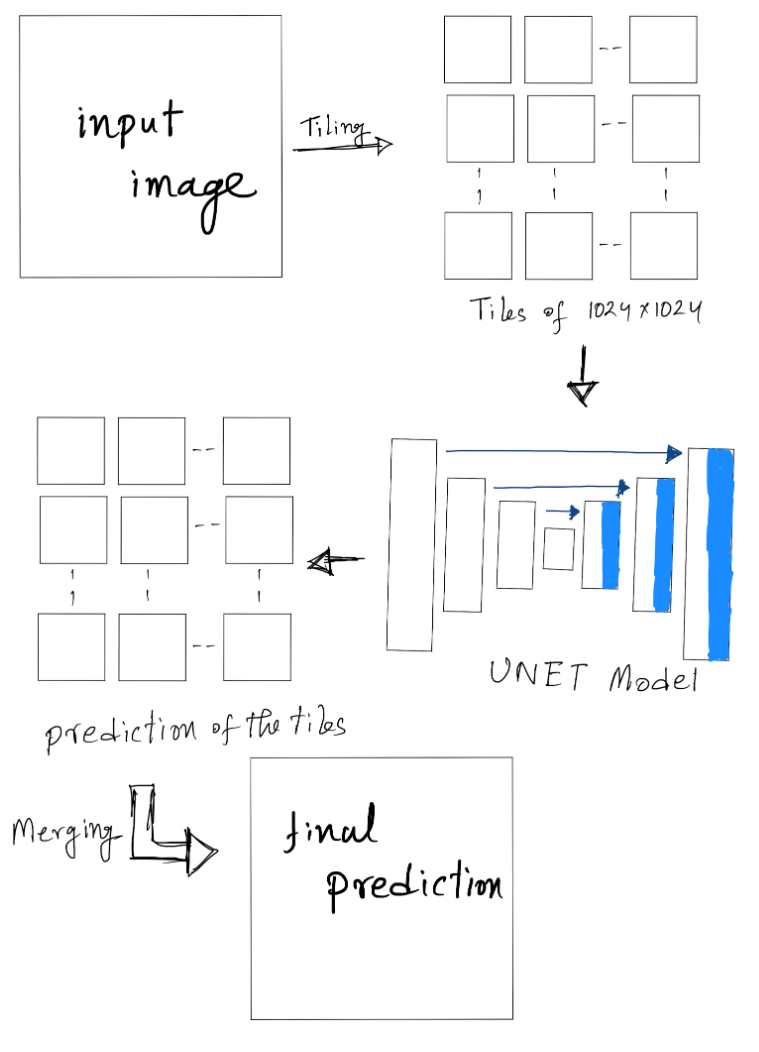 input
image
Tiling
Tiles of 1024 x 1024
UNET Model
prediction of the tiles
Merging
final
prediction